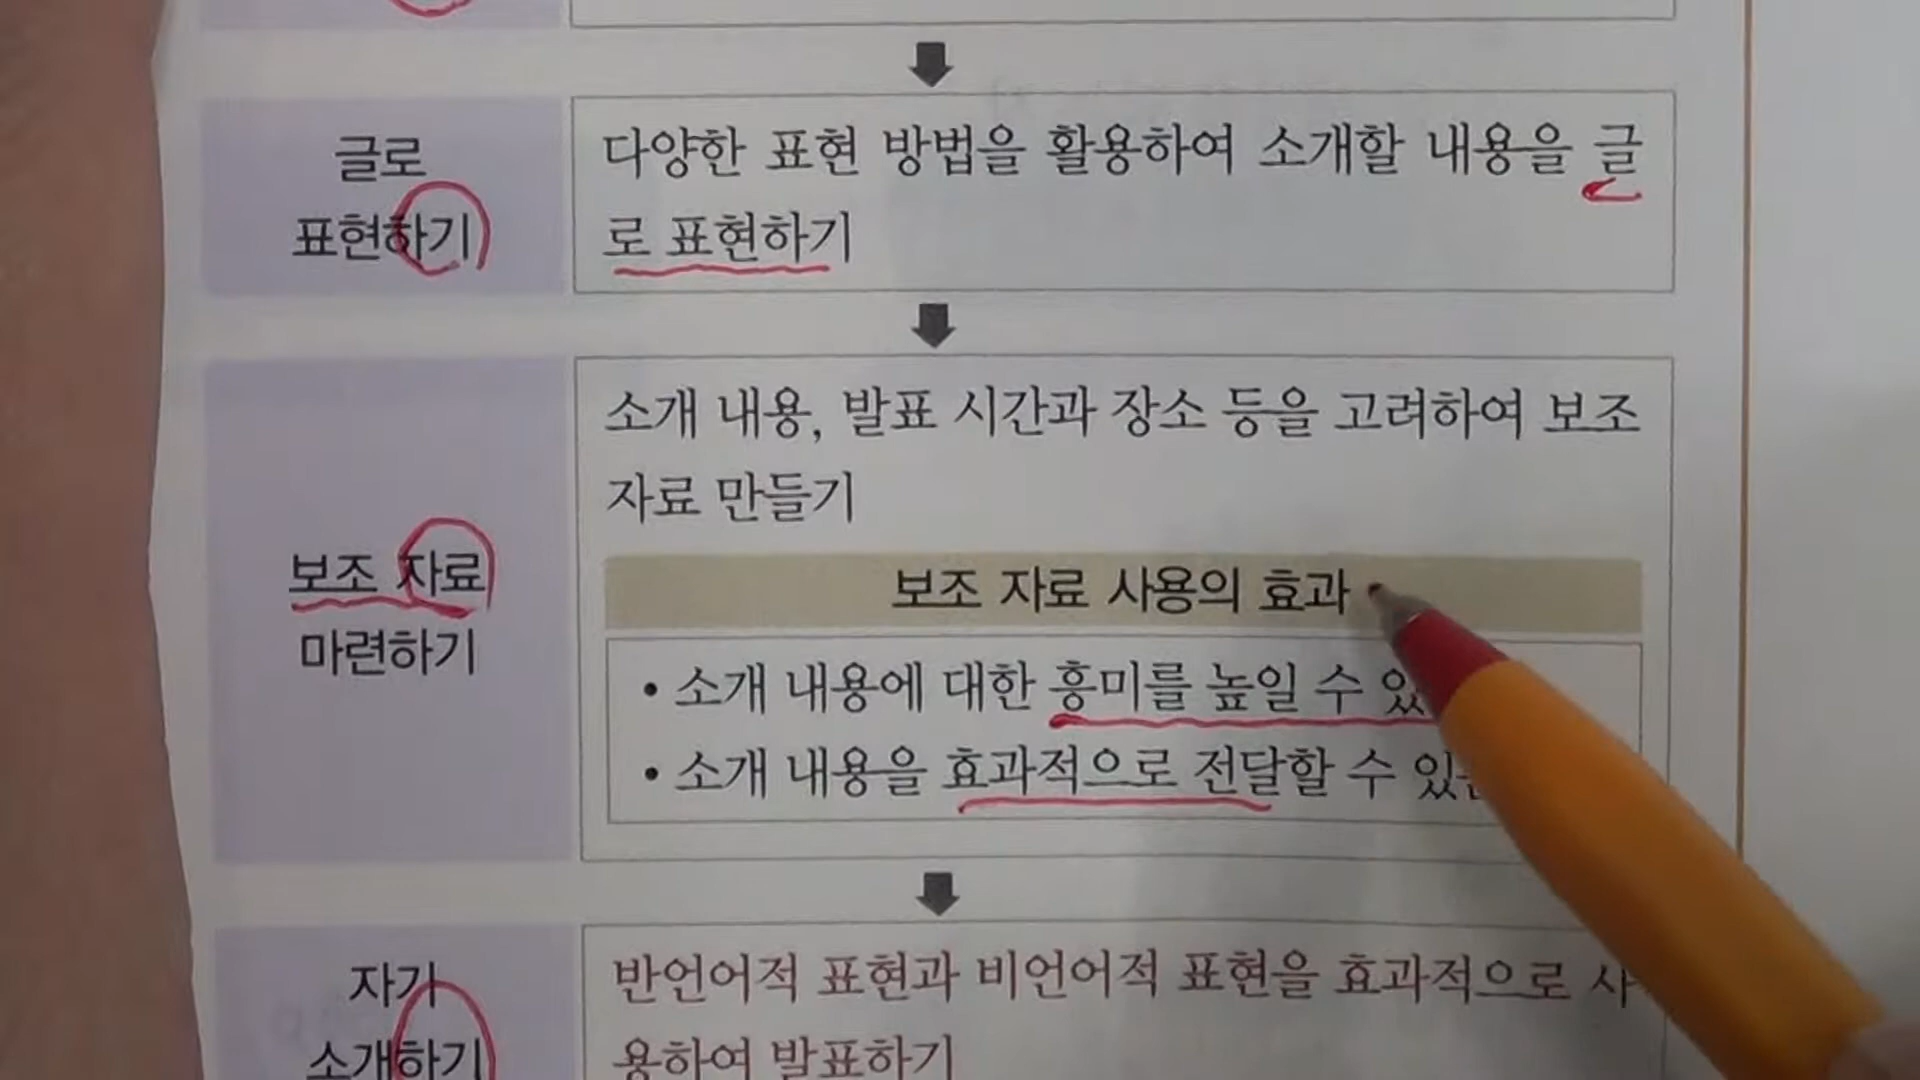 글로
표현하기
다양한 표현 방법을 활용하여 소개할 내용을 글
로 표현하기
보조 자료
마련하기
소개 내용, 발표 시간과 장소 등을 고려하여 보조
자료 만들기
보조 자료 사용의 효과
• 소개 내용에 대한 흥미를 높일 수
• 소개 내용을 효과적으로 전달할 수
자기
소개하기
반언어적 표현과 비언어적 표현을 효과적으로 사
용하여 발표하기